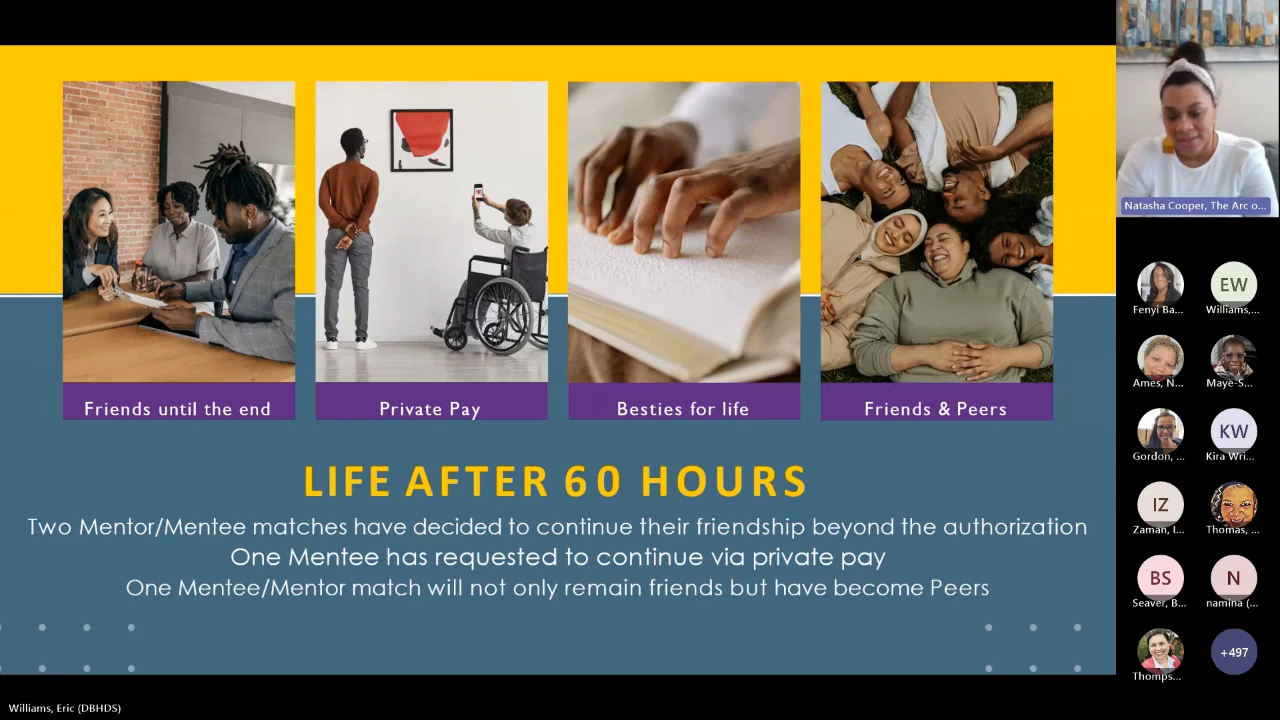 Friends until the end
Private Pay
Besties for life
Friends & Peers
LIFE AFTER 60 HOURS
Two Mentor/Mentee matches have decided to continue their friendship beyond the authorization
One Mentee has requested to continue via private pay
One Mentee/Mentor match will not only remain friends but have become Peers
Natasha Cooper, The Arc o...
Fenyi Ba...
EW
Williams,...
Ames, N...
Maye-S...
Gordon, ...
KW
Kira Wri...
IZ
Zaman, I...
Thomas, ...
BS
Seaver, B...
N
namina (...
Thomps...
+497
Williams, Eric (DBHDS)